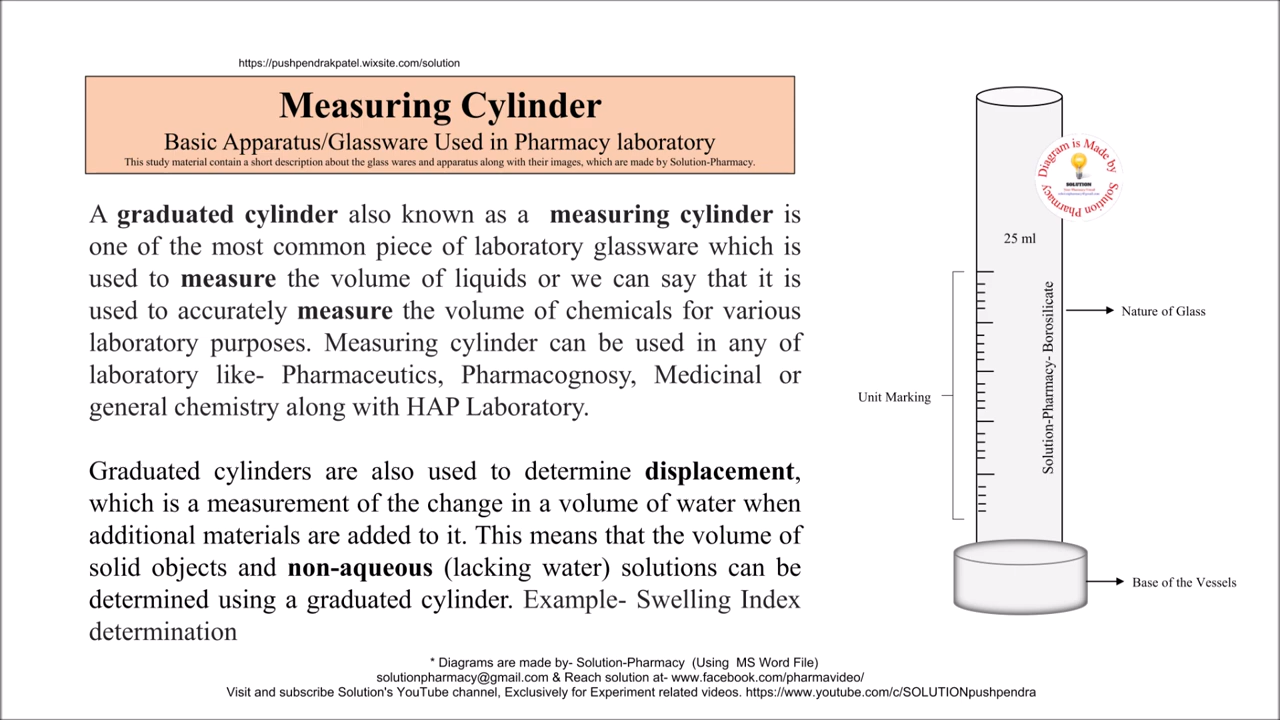 https://pushpendrakpatel.wixsite.com/solution
Measuring Cylinder
Basic Apparatus/Glassware Used in Pharmacy laboratory
This study material contain a short description about the glass wares and apparatus along with their images, which are made by Solution-Pharmacy.
A graduated cylinder also known as a measuring cylinder is
one of the most common piece of laboratory glassware which is
used to measure the volume of liquids or we can say that it is
used to accurately measure the volume of chemicals for various
laboratory purposes. Measuring cylinder can be used in any of
laboratory like- Pharmaceutics, Pharmacognosy, Medicinal or
general chemistry along with HAP Laboratory.
Graduated cylinders are also used to determine displacement,
which is a measurement of the change in a volume of water when
additional materials are added to it. This means that the volume of
solid objects and non-aqueous (lacking water) solutions can be
determined using a graduated cylinder. Example- Swelling Index
determination
Diagram is Made by Solution Pharmacy
SOLUTION
25 ml
Solution-Pharmacy- Borosilicate
Nature of Glass
Unit Marking
Base of the Vessels
* Diagrams are made by- Solution-Pharmacy (Using MS Word File)
solutionpharmacy@gmail.com & Reach solution at- www.facebook.com/pharmavideo/
Visit and subscribe Solution's YouTube channel, Exclusively for Experiment related videos. https://www.youtube.com/c/SOLUTIONpushpendra